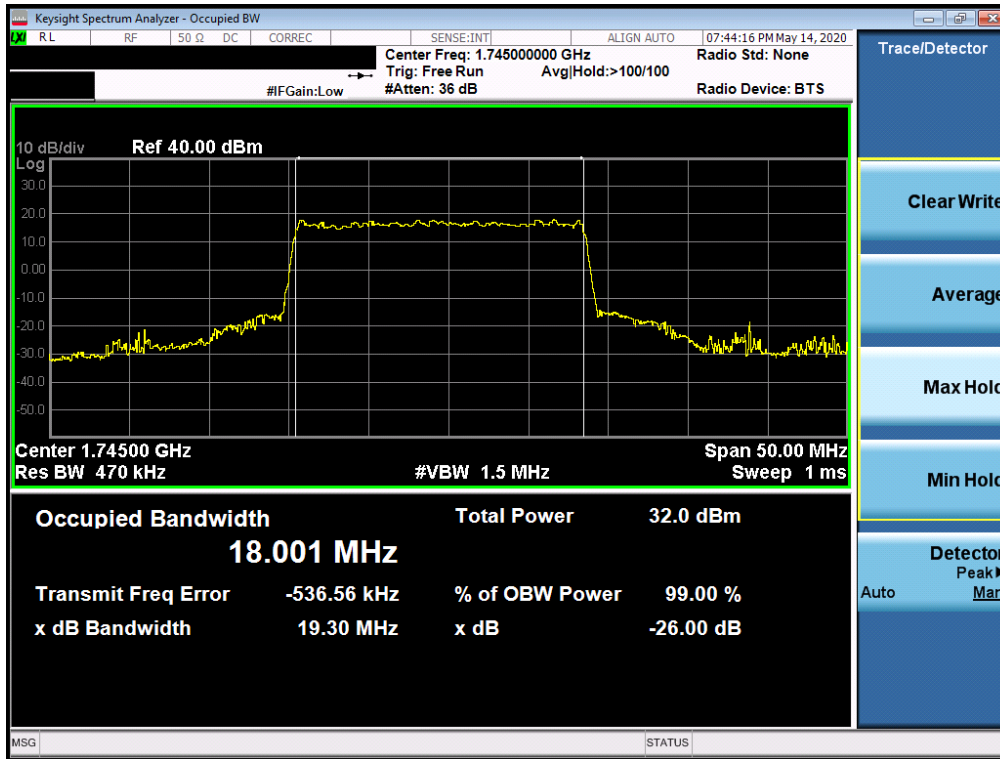 Keysight Spectrum Analyzer - Occupied BW
LXI RL RF 50 Ω DC CORREC SENSE:INT ALIGN AUTO 07:44:16 PM May 14, 2020
Center Freq: 1.745000000 GHz Radio Std: None
Trig: Free Run Avg|Hold:>100/100
#IFGain:Low #Atten: 36 dB Radio Device: BTS
Trace/Detector
10 dB/div Ref 40.00 dBm
Log
30.0
20.0
10.0
0.00
-10.0
-20.0
-30.0
-40.0
-50.0
Center 1.74500 GHz Span 50.00 MHz
Res BW 470 kHz #VBW 1.5 MHz Sweep 1 ms
Occupied Bandwidth Total Power 32.0 dBm
18.001 MHz
Transmit Freq Error -536.56 kHz % of OBW Power 99.00 %
x dB Bandwidth 19.30 MHz x dB -26.00 dB
Clear Write
Average
Max Hold
Min Hold
Detector
Peak
Auto Man
MSG STATUS